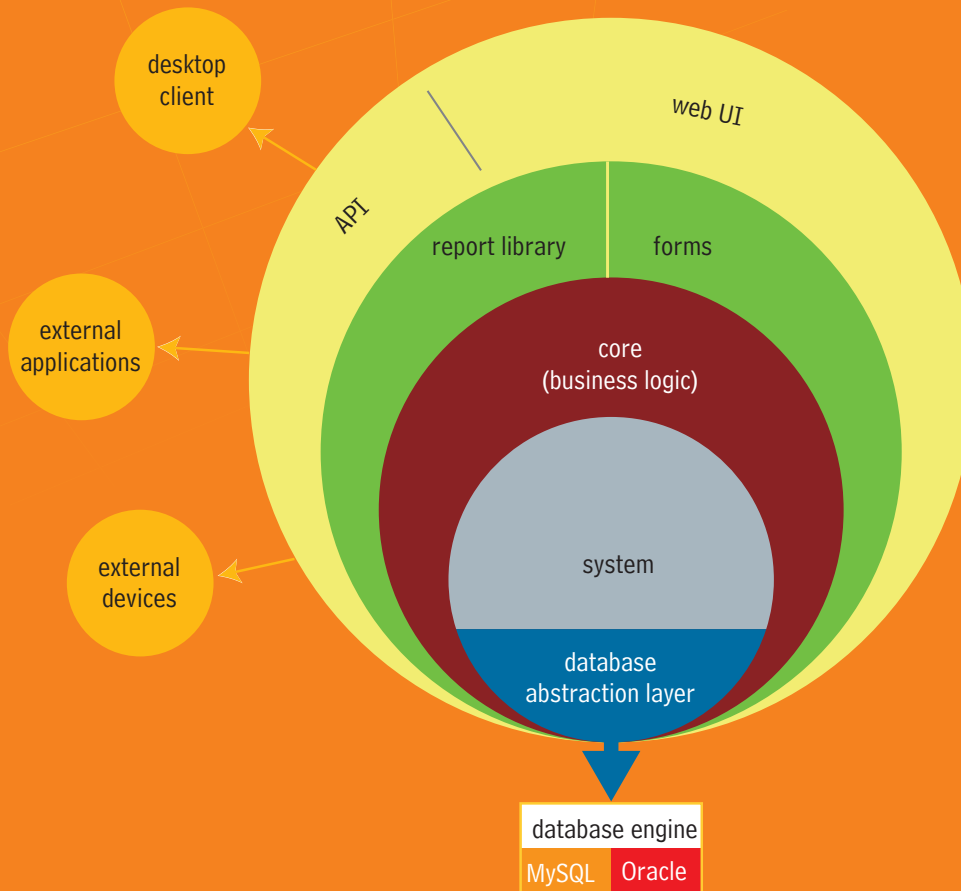 desktop
client
web UI
API
report library
forms
external
applications
core
(business logic)
external
devices
system
database
abstraction layer
database engine
MySQL
Oracle